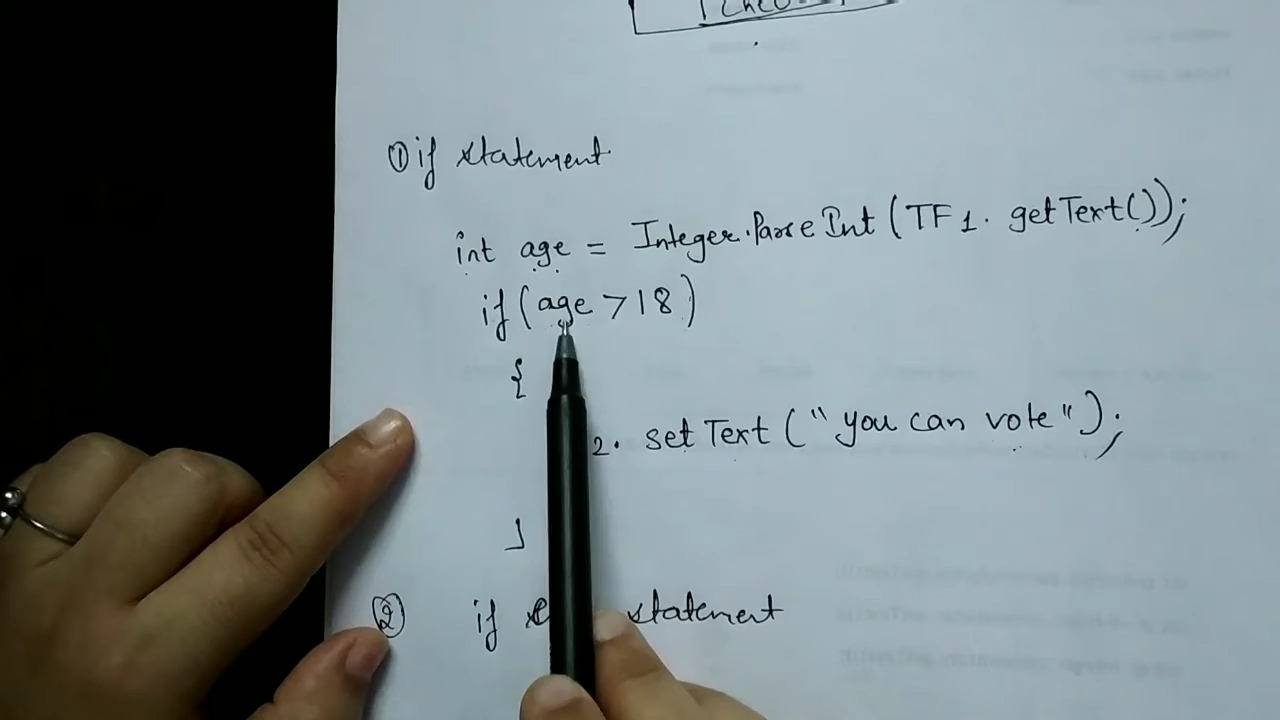 ① if statement
int age = Integer.ParseInt(TF1.getText());
if(age>18)
{
2. setText("you can vote");
}
② if statement